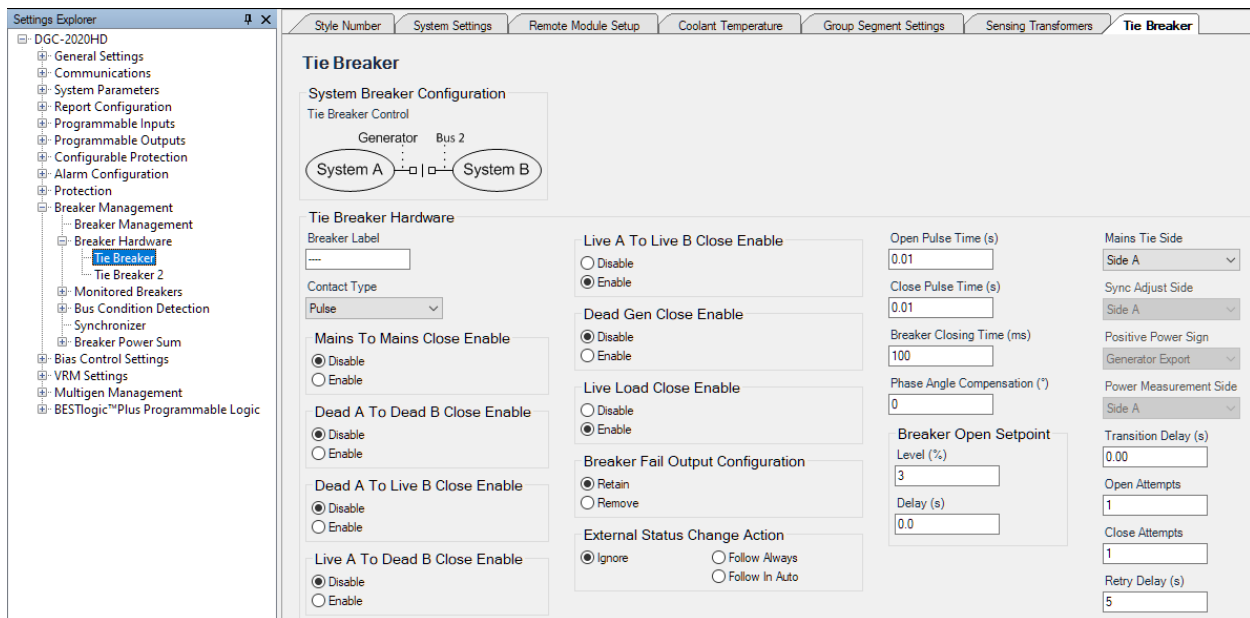 Settings Explorer
DGC-2020HD
General Settings
Communications
System Parameters
Report Configuration
Programmable Inputs
Programmable Outputs
Configurable Protection
Alarm Configuration
Protection
Breaker Management
Breaker Management
Breaker Hardware
Tie Breaker
Tie Breaker 2
Monitored Breakers
Bus Condition Detection
Synchronizer
Breaker Power Sum
Bias Control Settings
VRM Settings
Multigen Management
BESTlogic™Plus Programmable Logic
Style Number System Settings Remote Module Setup Coolant Temperature Group Segment Settings Sensing Transformers Tie Breaker
Tie Breaker
System Breaker Configuration
Tie Breaker Control
Generator Bus 2
System A System B
Tie Breaker Hardware
Breaker Label
----
Contact Type
Pulse
Mains To Mains Close Enable
Disable
Enable
Dead A To Dead B Close Enable
Disable
Enable
Dead A To Live B Close Enable
Disable
Enable
Live A To Dead B Close Enable
Disable
Enable
Live A To Live B Close Enable
Disable
Enable
Dead Gen Close Enable
Disable
Enable
Live Load Close Enable
Disable
Enable
Breaker Fail Output Configuration
Retain
Remove
External Status Change Action
Ignore Follow Always
Follow In Auto
Open Pulse Time (s)
0.01
Close Pulse Time (s)
0.01
Breaker Closing Time (ms)
100
Phase Angle Compensation (°)
0
Breaker Open Setpoint
Level (%)
3
Delay (s)
0.0
Mains Tie Side
Side A
Sync Adjust Side
Side A
Positive Power Sign
Generator Export
Power Measurement Side
Side A
Transition Delay (s)
0.00
Open Attempts
1
Close Attempts
1
Retry Delay (s)
5